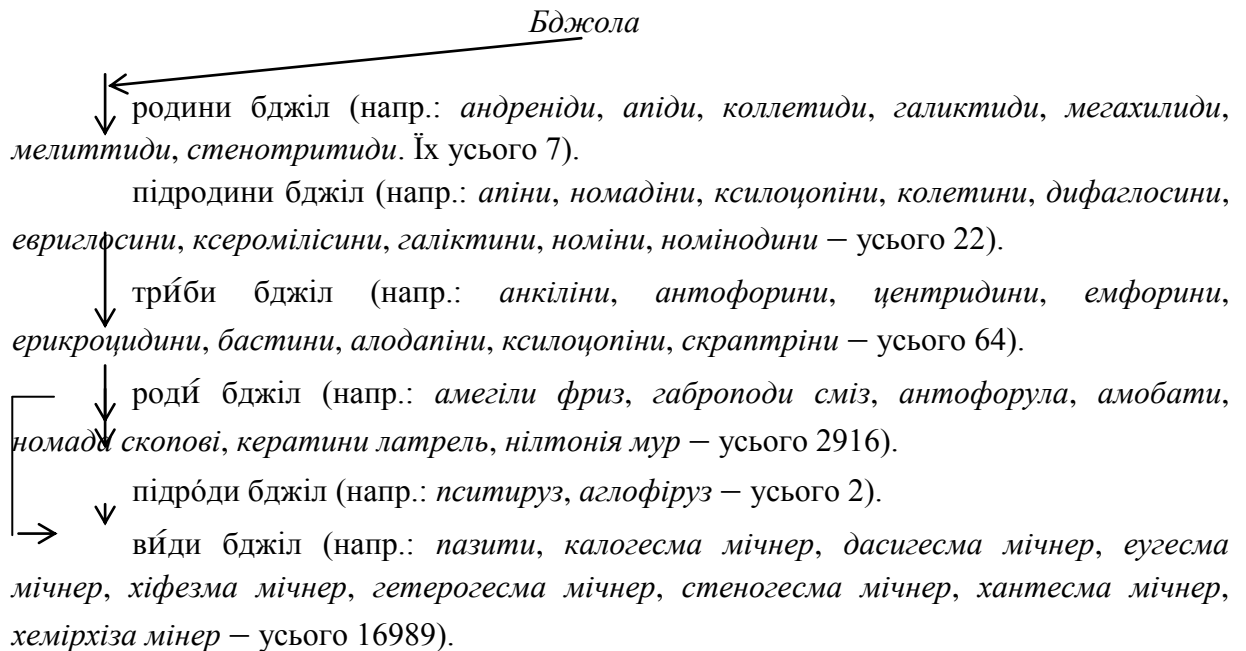 Бджола
родини бджіл (напр.: андреніди, апіди, коллетиди, галиктиди, мегахилиди,
мелиттиди, стенотритиди. Їх усього 7).
підродини бджіл (напр.: апіни, номадіни, ксилоцопіни, колетини, дифаглосини,
евриглосини, ксеромілісини, галіктини, номіни, номінодини – усього 22).
три́би бджіл (напр.: анкіліни, антофорини, центридини, емфорини,
ерикроцидини, бастини, алодапіни, ксилоцопіни, скраптріни – усього 64).
роди́ бджіл (напр.: амегіли фриз, габроподи сміз, антофорула, амобати,
номада скопові, кератини латрель, нілтонія мур – усього 2916).
підро́ди бджіл (напр.: пситируз, аглофіруз – усього 2).
ви́ди бджіл (напр.: пазити, калогесма мічнер, дасигесма мічнер, еугесма
мічнер, хіфезма мічнер, гетерогесма мічнер, стеногесма мічнер, хантесма мічнер,
хемірхіза мінер – усього 16989).